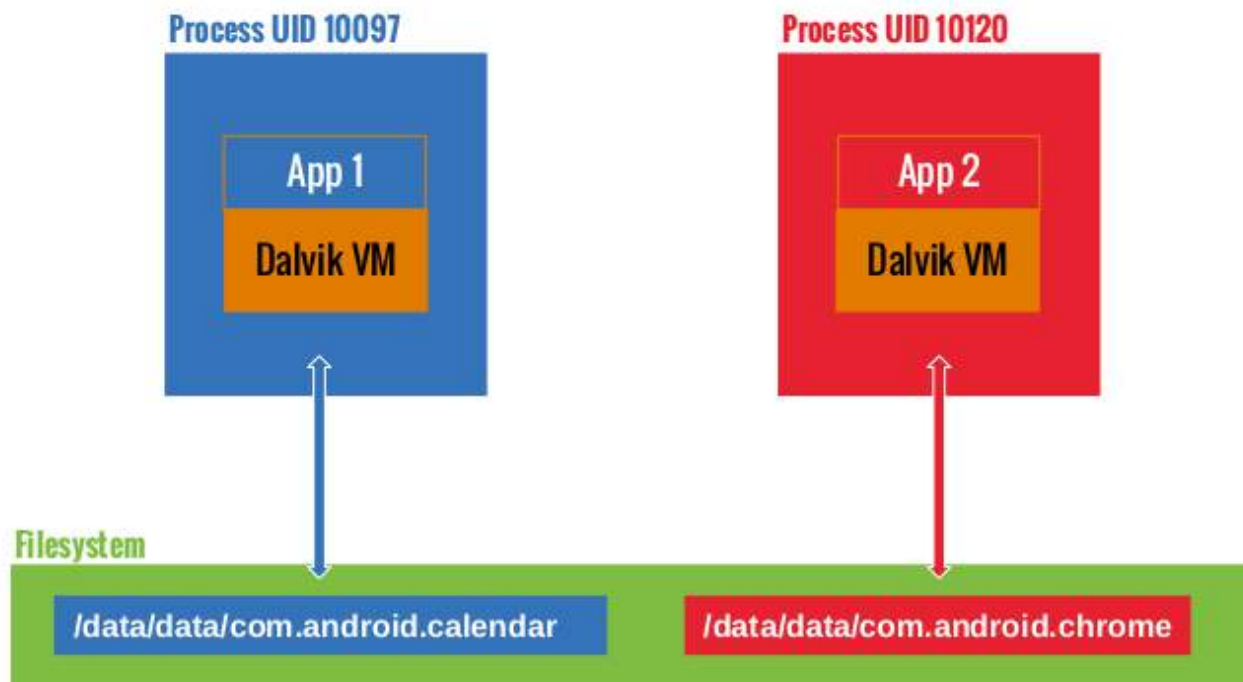 Process UID 10097
Process UID 10120
App 1
App 2
Dalvik VM
Dalvik VM
Filesystem
/data/data/com.android.calendar
/data/data/com.android.chrome